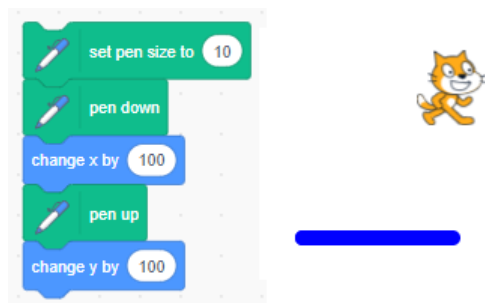 set pen size to 10
pen down
change x by 100
pen up
change y by 100